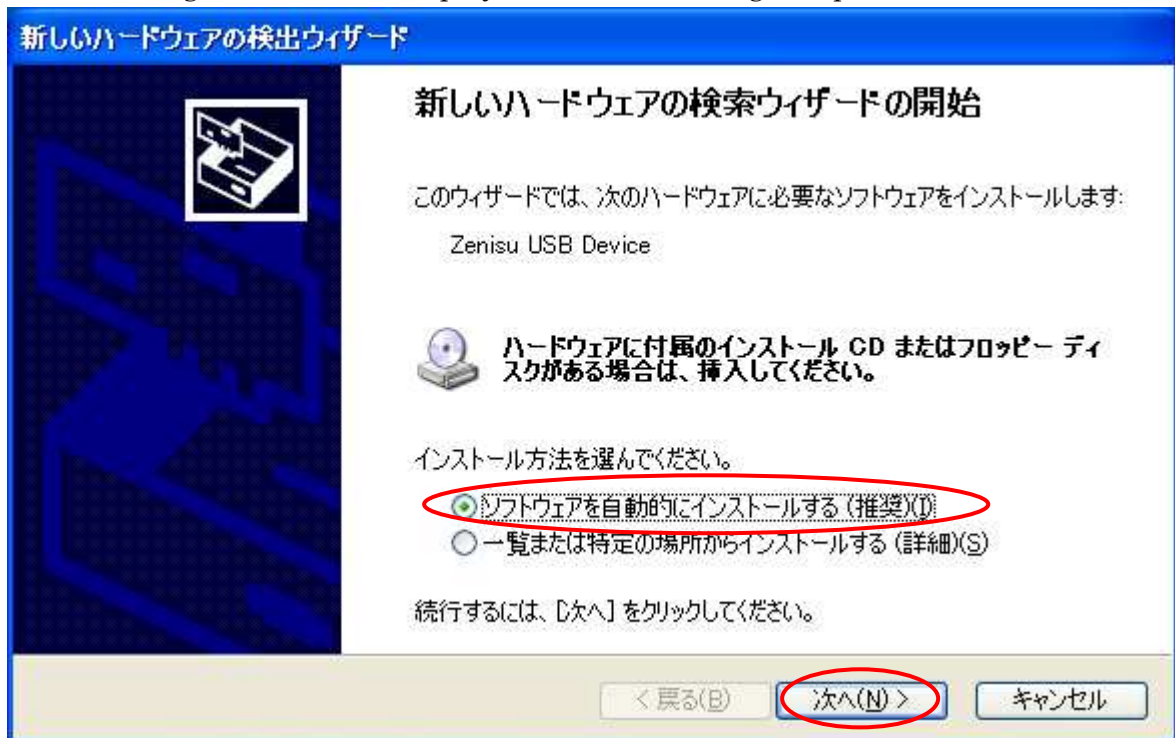 新しいハードウェアの検出ウィザード
新しいハードウェアの検索ウィザードの開始
このウィザードでは、次のハードウェアに必要なソフトウェアをインストールします:
Zenisu USB Device
ハードウェアに付属のインストール CD またはフロッピー ディ
スクがある場合は、挿入してください。
インストール方法を選んでください。
ソフトウェアを自動的にインストールする (推奨)(I)
一覧または特定の場所からインストールする (詳細)(S)
続行するには、[次へ] をクリックしてください。
< 戻る(B) 次へ(N) > キャンセル